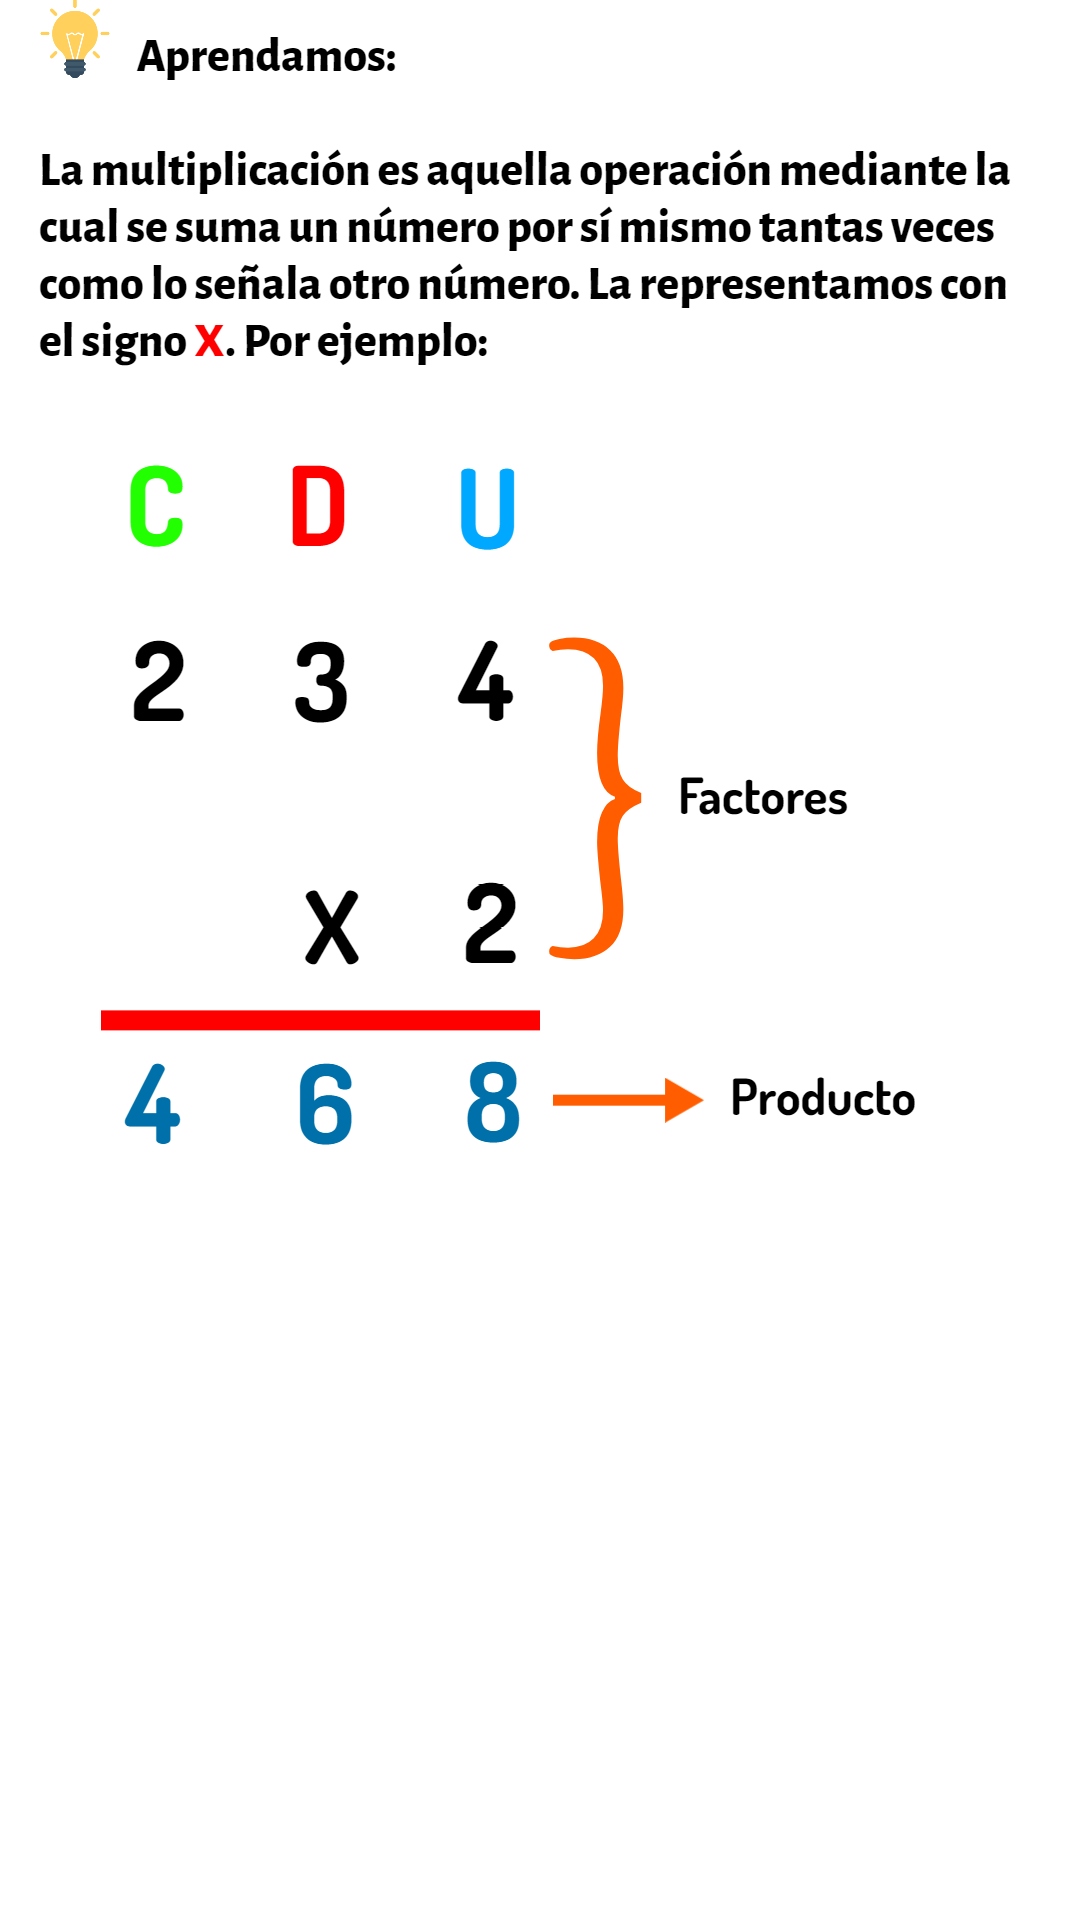 Aprendamos:
La multiplicación es aquella operación mediante la
cual se suma un número por sí mismo tantas veces
como lo señala otro número. La representamos con
el signo X. Por ejemplo:
C D U
2 3 4
Factores
X 2
4 6 8 Producto